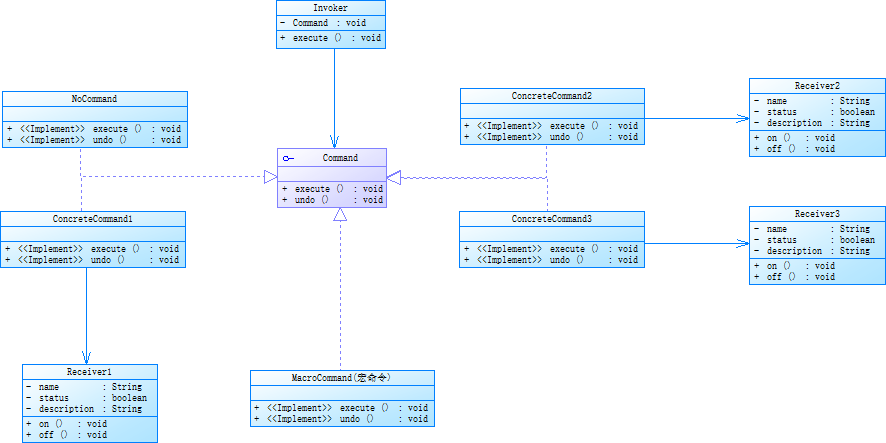 Invoker
- Command : void
+ execute () : void
NoCommand
+ <<Implement>> execute () : void
+ <<Implement>> undo () : void
ConcreteCommand2
+ <<Implement>> execute () : void
+ <<Implement>> undo () : void
Receiver2
- name : String
- status : boolean
- description : String
+ on () : void
+ off () : void
Command
+ execute () : void
+ undo () : void
ConcreteCommand1
+ <<Implement>> execute () : void
+ <<Implement>> undo () : void
ConcreteCommand3
+ <<Implement>> execute () : void
+ <<Implement>> undo () : void
Receiver3
- name : String
- status : boolean
- description : String
+ on () : void
+ off () : void
Receiver1
- name : String
- status : boolean
- description : String
+ on () : void
+ off () : void
MacroCommand(宏命令)
+ <<Implement>> execute () : void
+ <<Implement>> undo () : void